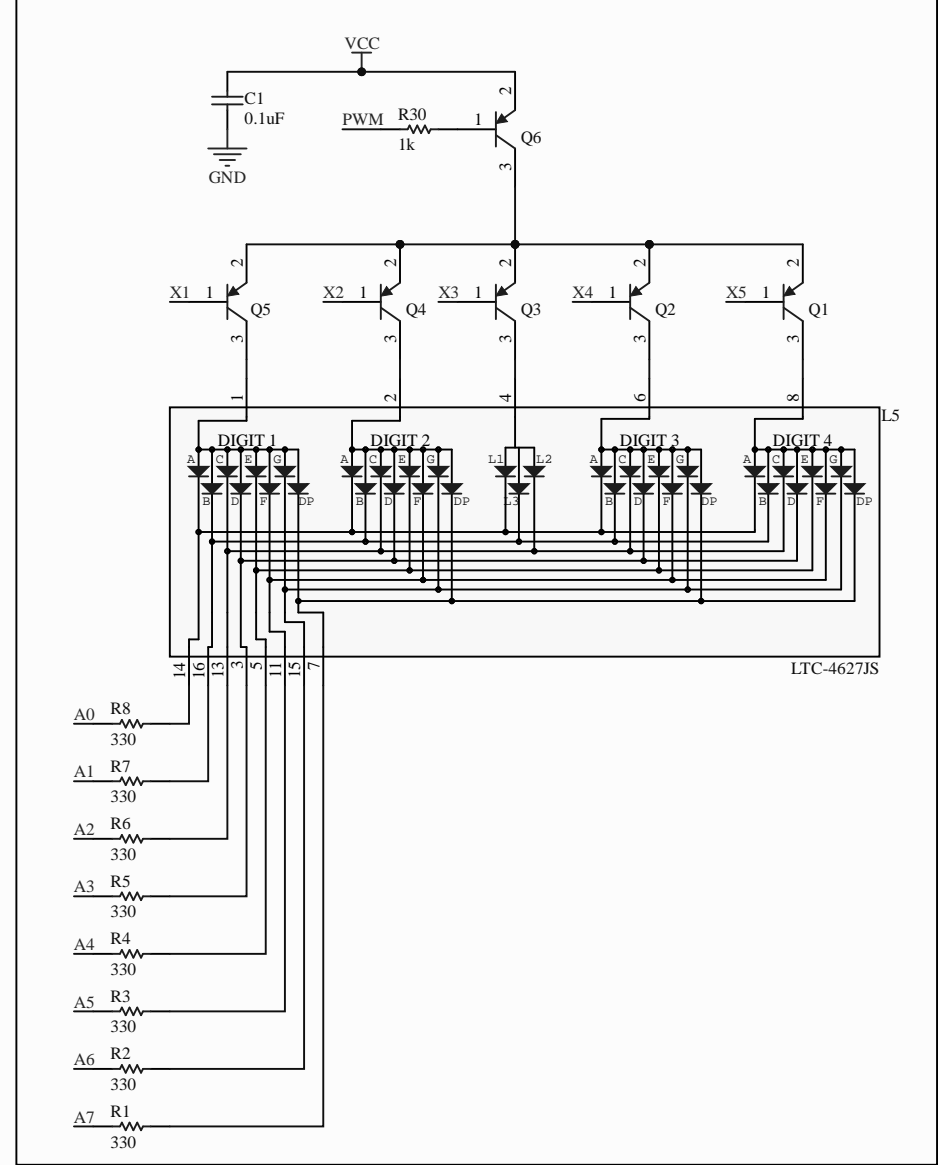 VCC
C1
0.1uF
GND
PWM
R30
1k
1
2
3
Q6
X1 1
2
3
Q5
X2 1
2
3
Q4
X3 1
2
3
Q3
X4 1
2
3
Q2
X5 1
2
3
Q1
1
2
4
6
8
L5
DIGIT 1
A C E G
B D F DP
DIGIT 2
A C E G
B D F DP
L1 L2
L3
DIGIT 3
A C E G
B D F DP
DIGIT 4
A C E G
B D F DP
14 16 13 3 5 11 15 7
LTC-4627JS
A0 R8
330
A1 R7
330
A2 R6
330
A3 R5
330
A4 R4
330
A5 R3
330
A6 R2
330
A7 R1
330